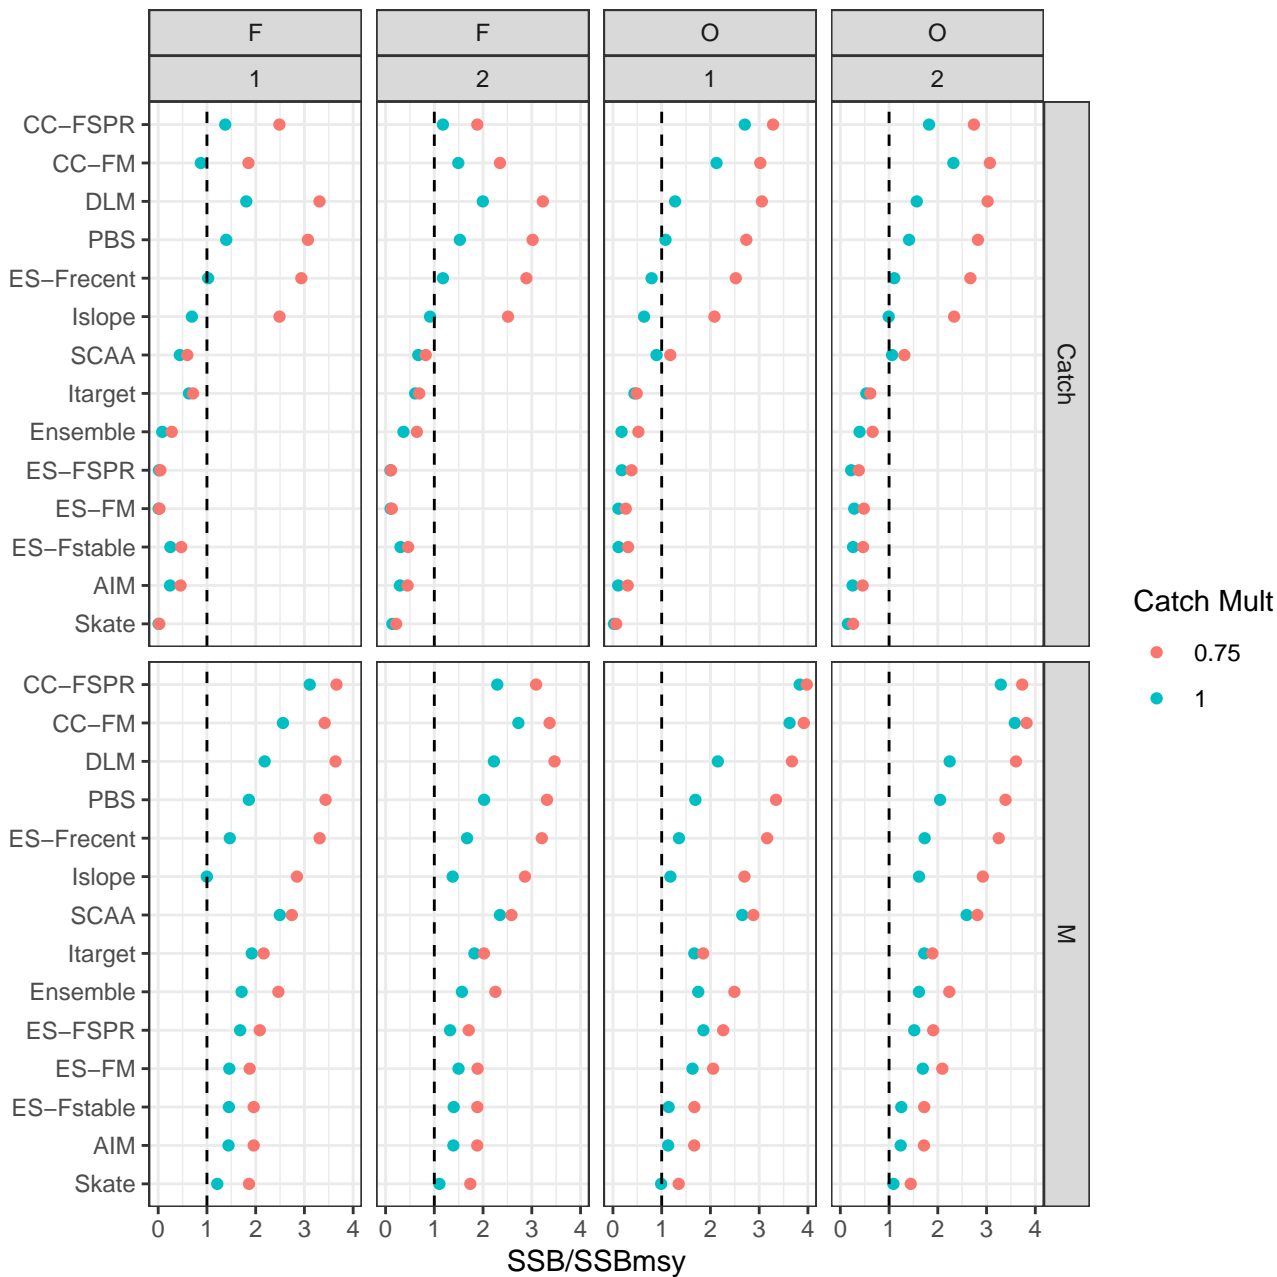 F F O O
1 2 1 2
CC−FSPR
CC−FM
DLM
PBS
ES−Frecent
Islope
SCAA
Itarget
Ensemble
ES−FSPR
ES−FM
ES−Fstable
AIM
Skate
Catch
CC−FSPR
CC−FM
DLM
PBS
ES−Frecent
Islope
SCAA
Itarget
Ensemble
ES−FSPR
ES−FM
ES−Fstable
AIM
Skate
M
0 1 2 3 4 0 1 2 3 4 0 1 2 3 4 0 1 2 3 4
SSB/SSBmsy
Catch Mult
0.75
1